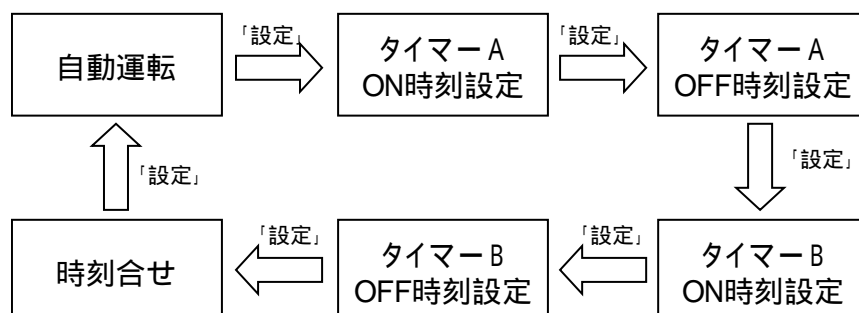 自動運転
「設定」
タイマーA
ON時刻設定
「設定」
タイマーA
OFF時刻設定
「設定」
タイマーB
ON時刻設定
「設定」
タイマーB
OFF時刻設定
「設定」
時刻合せ
「設定」